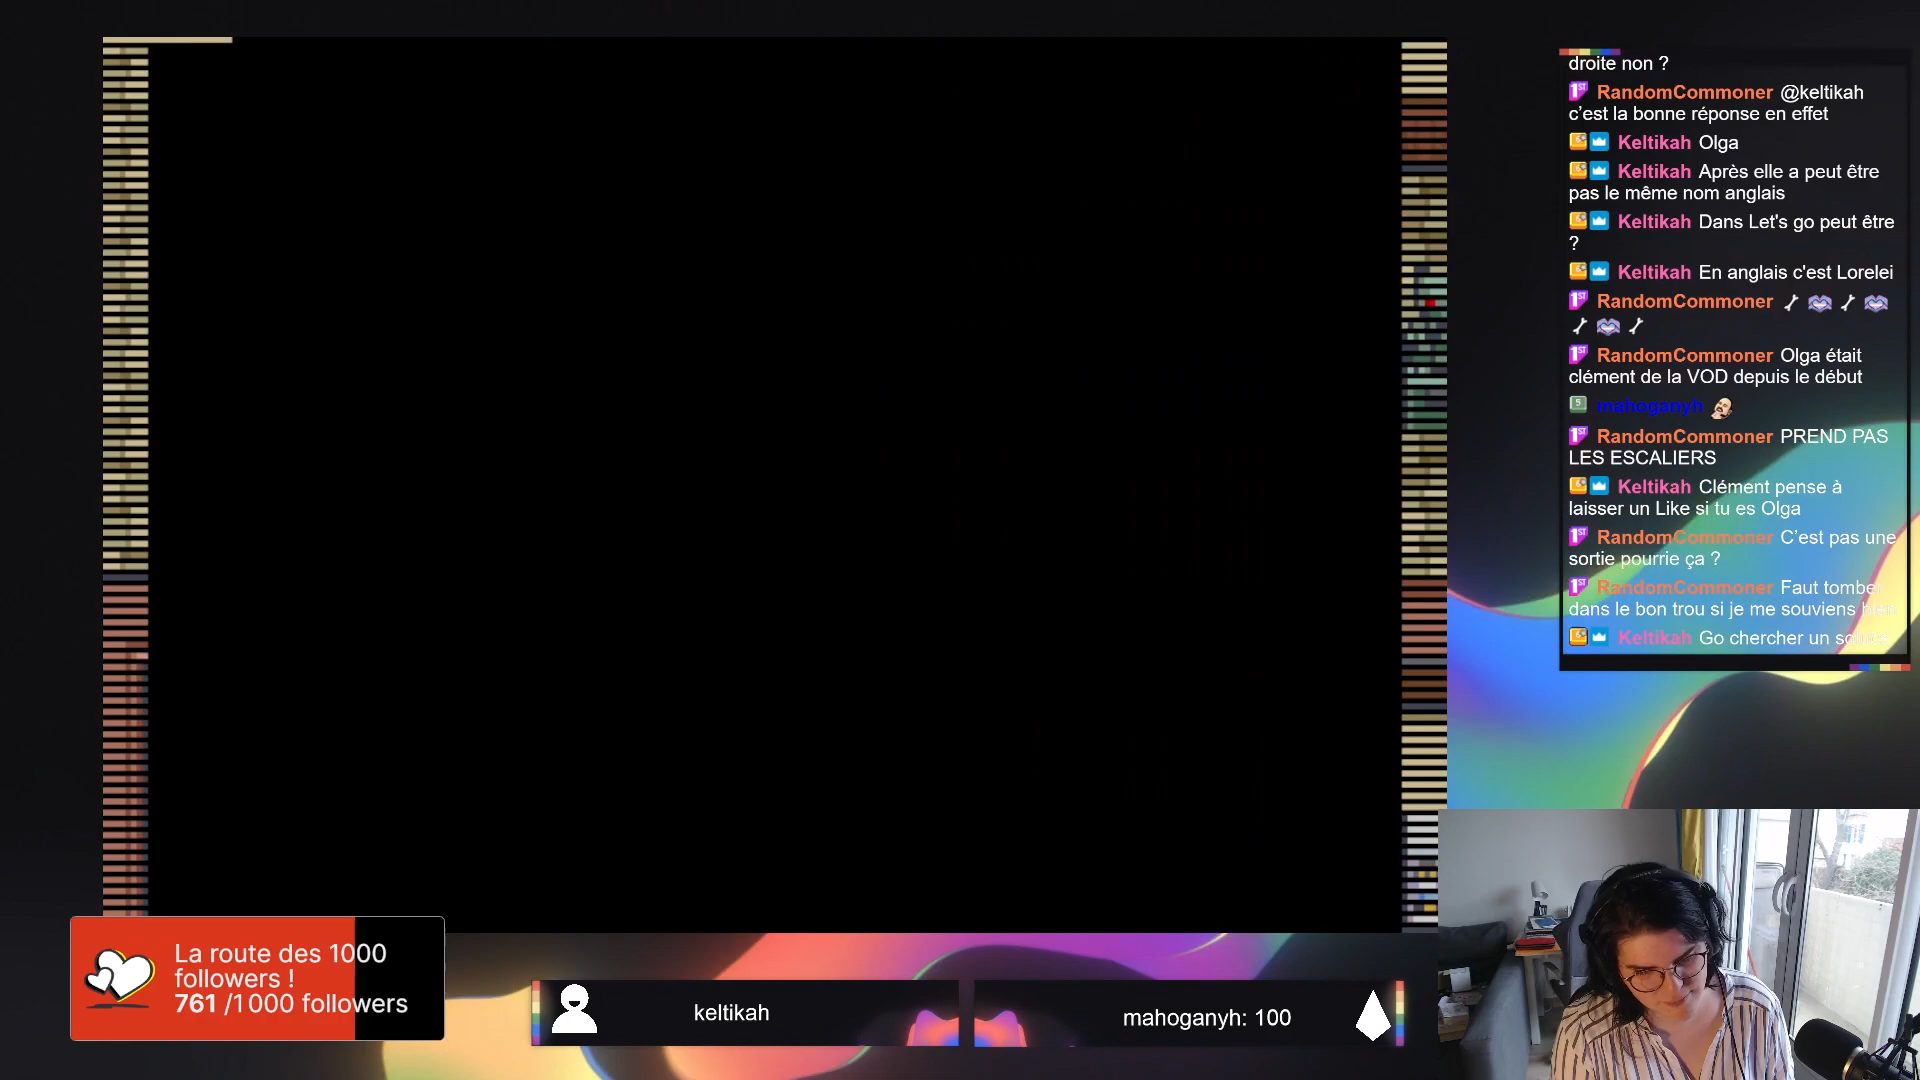 droite non ?
RandomCommoner @keltikah
c'est la bonne réponse en effet
Keltikah Olga
Keltikah Après elle a peut être
pas le même nom anglais
Keltikah Dans Let's go peut être
?
Keltikah En anglais c'est Lorelei
RandomCommoner
RandomCommoner Olga était
clément de la VOD depuis le début
mahoganyh
RandomCommoner PREND PAS
LES ESCALIERS
Keltikah Clément pense à
laisser un Like si tu es Olga
RandomCommoner C'est pas une
sortie pourrie ça ?
RandomCommoner Faut tomber
dans le bon trou si je me souviens bien
Keltikah Go chercher un
La route des 1000
followers !
761 /1 000 followers
keltikah
mahoganyh: 100